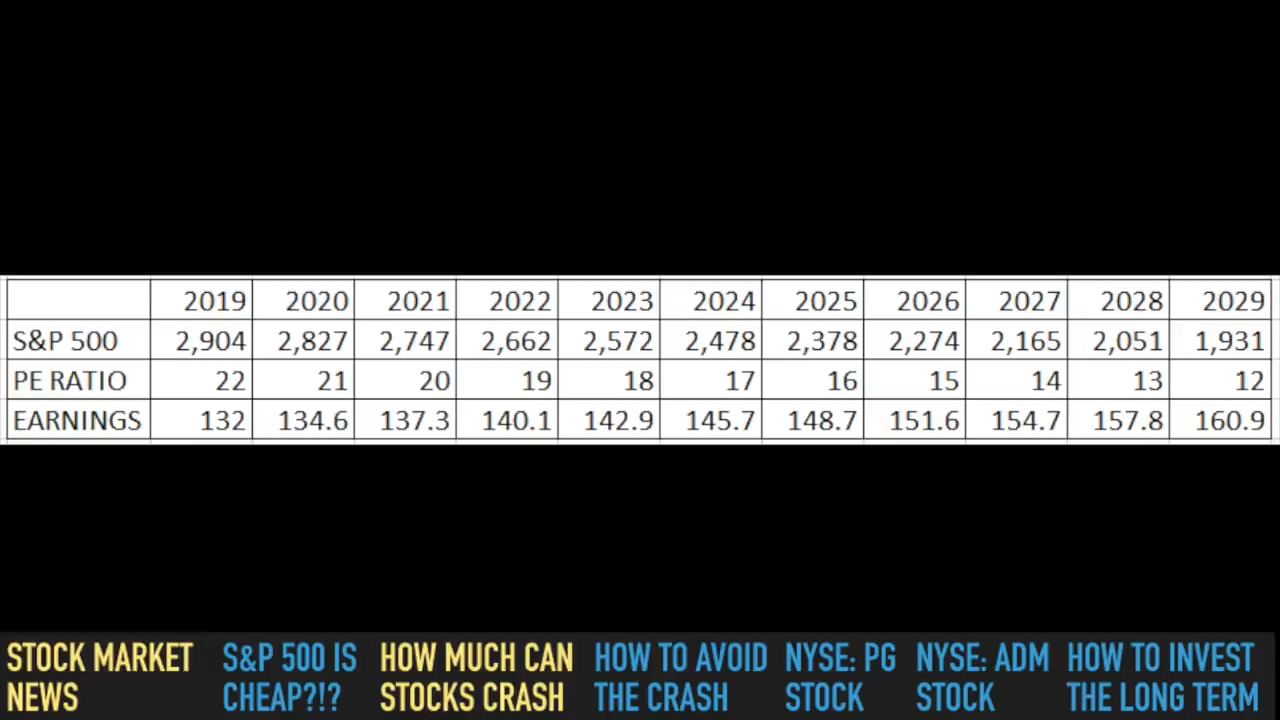 2019 2020 2021 2022 2023 2024 2025 2026 2027 2028 2029
S&P 500 2,904 2,827 2,747 2,662 2,572 2,478 2,378 2,274 2,165 2,051 1,931
PE RATIO 22 21 20 19 18 17 16 15 14 13 12
EARNINGS 132 134.6 137.3 140.1 142.9 145.7 148.7 151.6 154.7 157.8 160.9
STOCK MARKET
NEWS
S&P 500 IS
CHEAP?!?
HOW MUCH CAN
STOCKS CRASH
HOW TO AVOID
THE CRASH
NYSE: PG
STOCK
NYSE: ADM
STOCK
HOW TO INVEST
THE LONG TERM